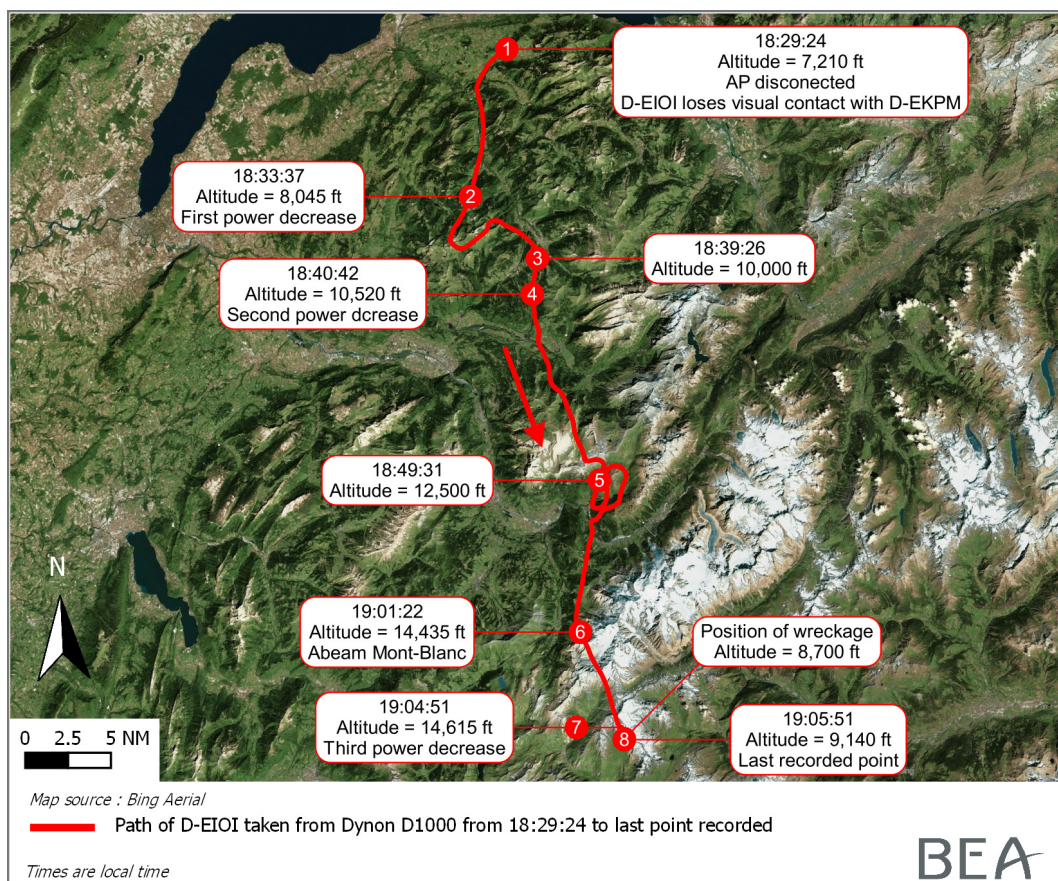 1
18:29:24
Altitude = 7,210 ft
AP disconected
D-EIOI loses visual contact with D-EKPM
18:33:37
Altitude = 8,045 ft
First power decrease
2
3
18:39:26
Altitude = 10,000 ft
18:40:42
Altitude = 10,520 ft
Second power dcrease
4
18:49:31
Altitude = 12,500 ft
5
N
19:01:22
Altitude = 14,435 ft
Abeam Mont-Blanc
6
Position of wreckage
Altitude = 8,700 ft
19:04:51
Altitude = 14,615 ft
Third power decrease
7
8
19:05:51
Altitude = 9,140 ft
Last recorded point
0 2.5 5 NM
Map source : Bing Aerial
Path of D-EIOI taken from Dynon D1000 from 18:29:24 to last point recorded
Times are local time
BEA